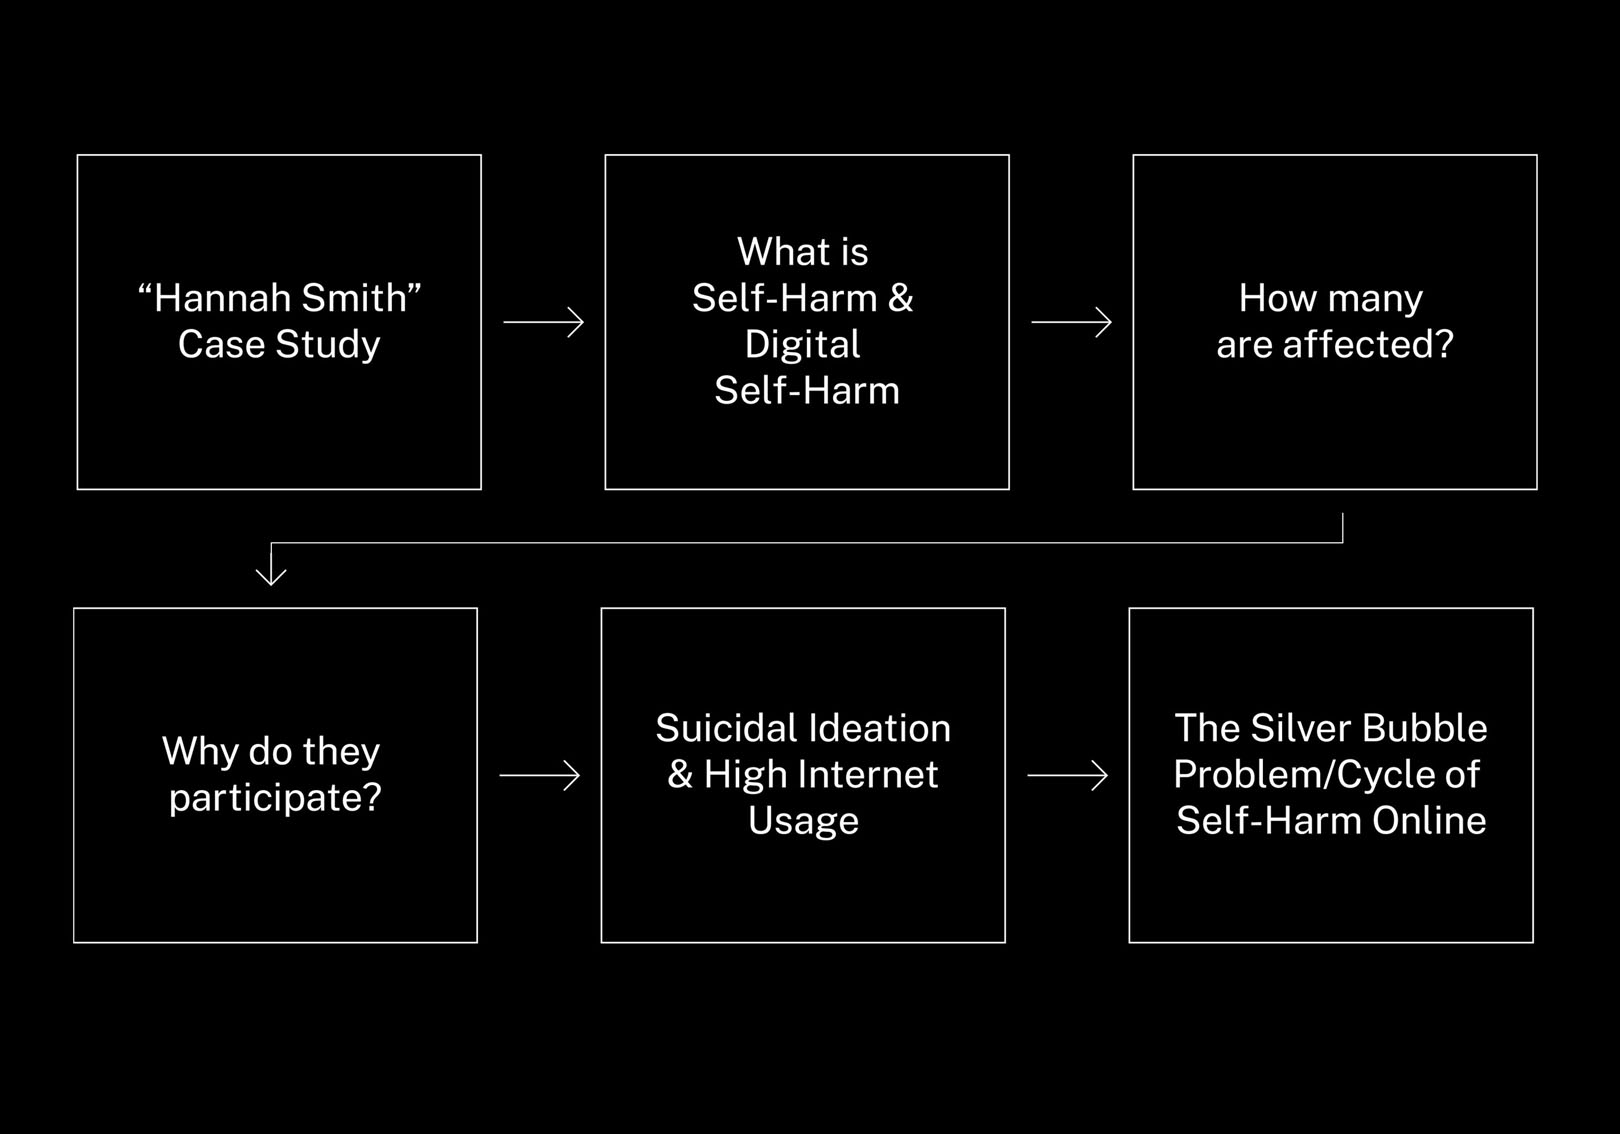 “Hannah Smith”
Case Study
What is
Self-Harm &
Digital
Self-Harm
How many
are affected?
Why do they
participate?
Suicidal Ideation
& High Internet
Usage
The Silver Bubble
Problem/Cycle of
Self-Harm Online